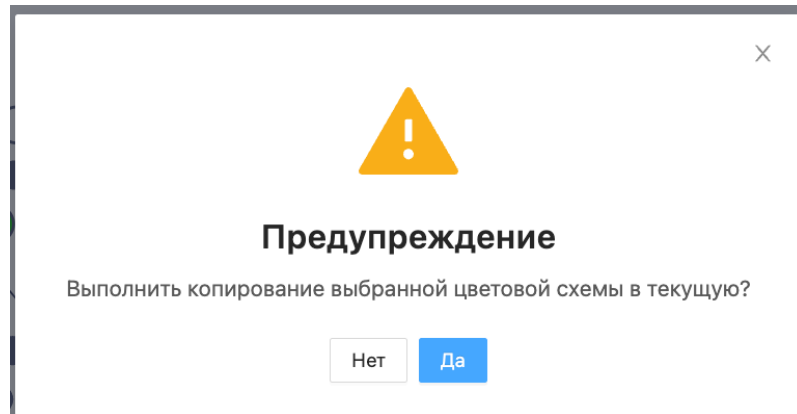 Предупреждение
Выполнить копирование выбранной цветовой схемы в текущую?
Нет
Да